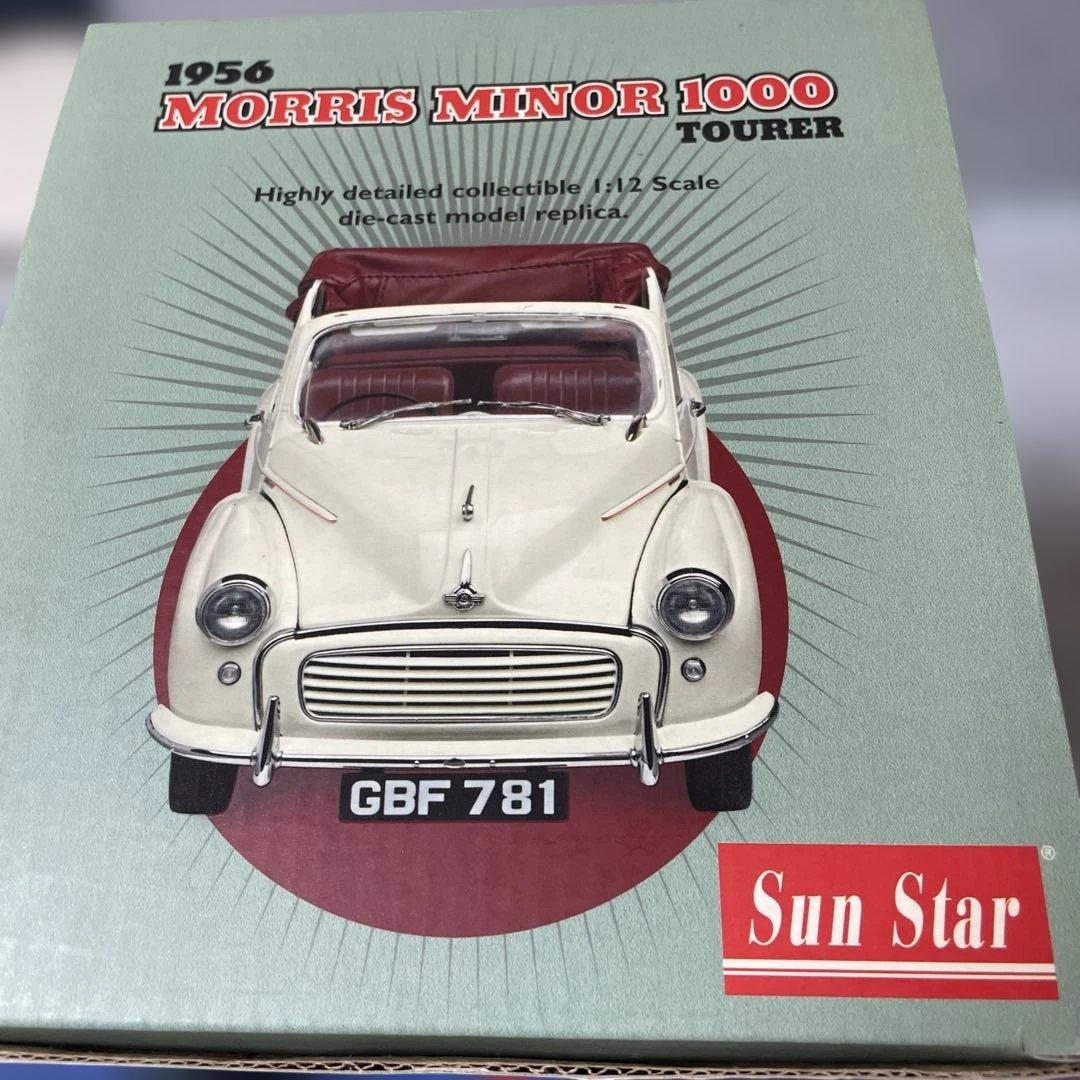 1956
MORRIS MINOR 1000
TOURER
Highly detailed collectible 1:12 Scale
die-cast model replica.
GBF 781
Sun Star
®